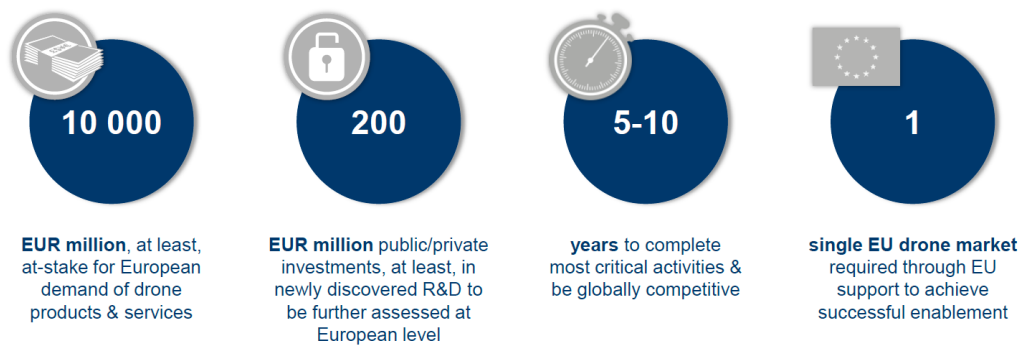 10 000
EUR million, at least,
at-stake for European
demand of drone
products & services
200
EUR million public/private
investments, at least, in
newly discovered R&D to
be further assessed at
European level
5-10
years to complete
most critical activities &
be globally competitive
1
single EU drone market
required through EU
support to achieve
successful enablement